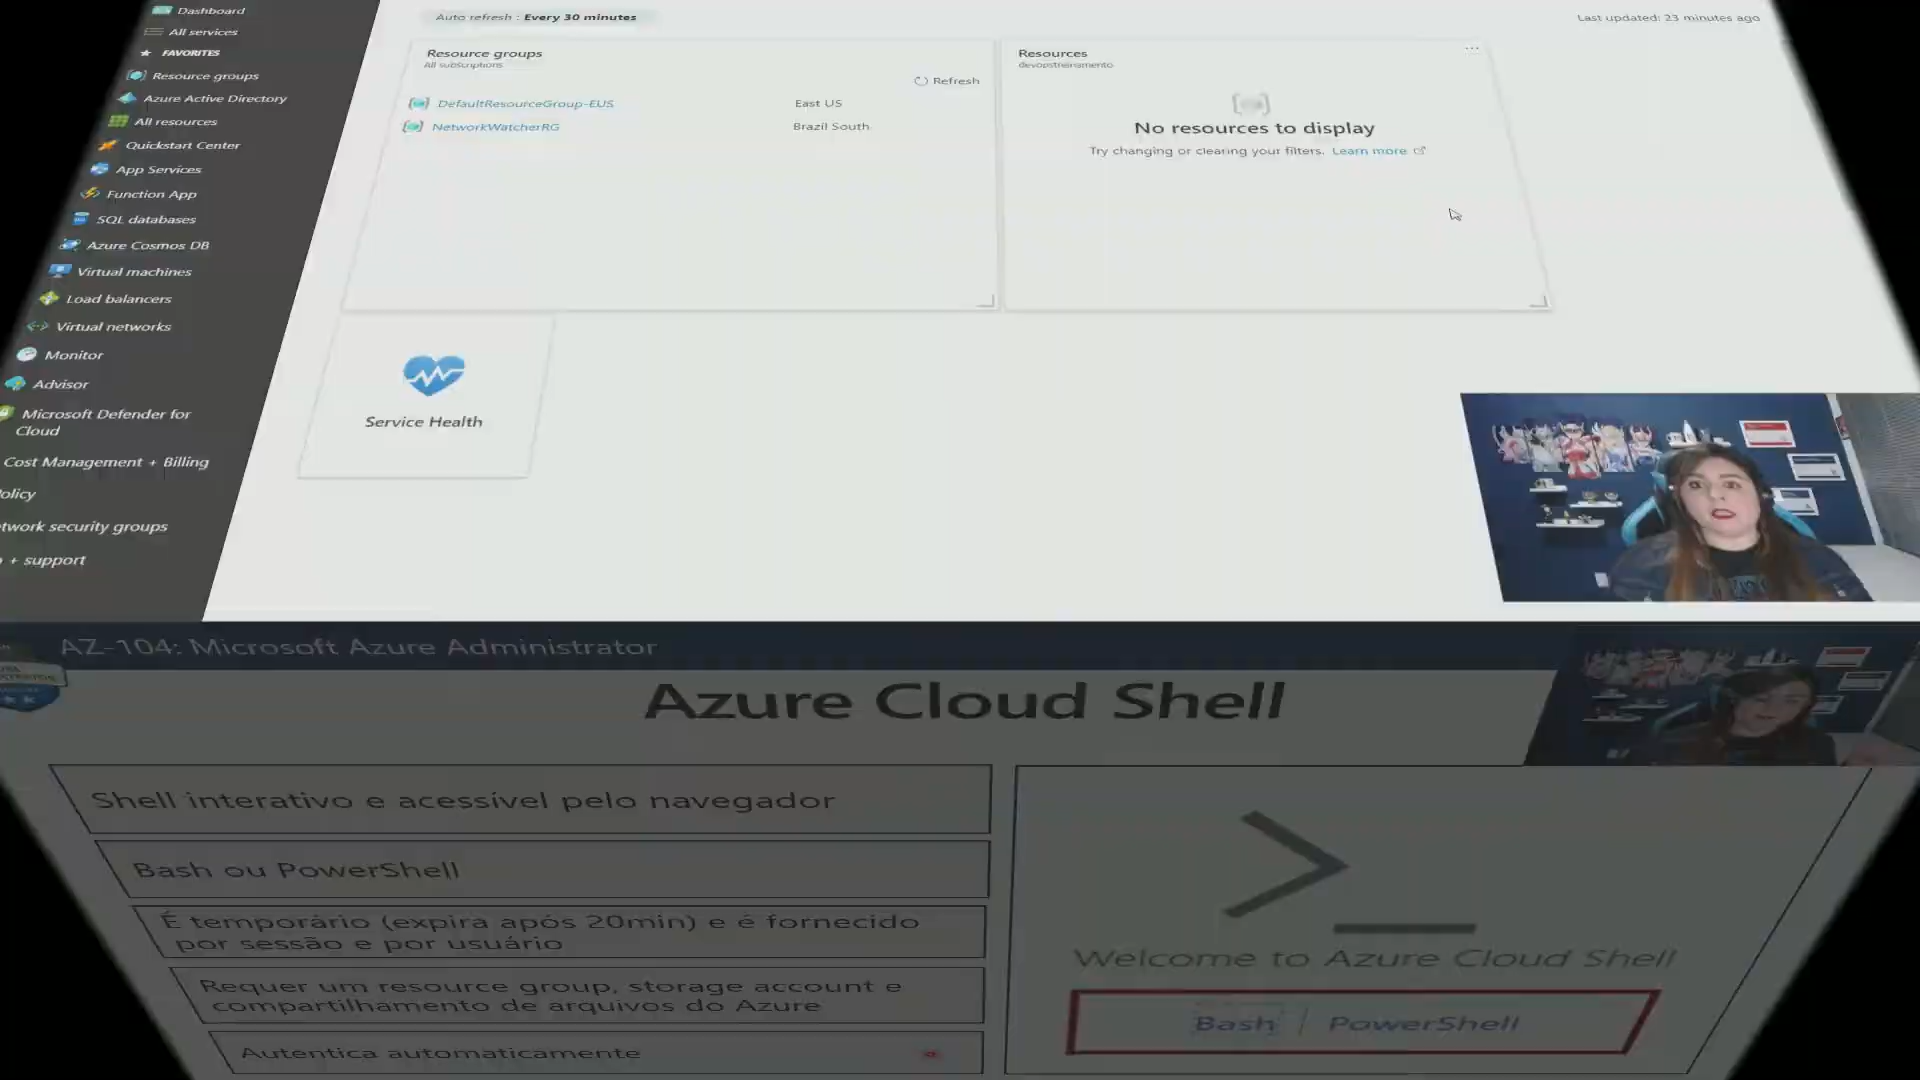 Dashboard
All services
FAVORITES
Resource groups
Azure Active Directory
All resources
Quickstart Center
App Services
Function App
SQL databases
Azure Cosmos DB
Virtual machines
Load balancers
Virtual networks
Monitor
Advisor
Microsoft Defender for
Cloud
Cost Management + Billing
olicy
twork security groups
+ support
Auto refresh : Every 30 minutes
Last updated: 23 minutes ago
Resource groups
All subscriptions
Refresh
DefaultResourceGroup-EUS East US
NetworkWatcherRG Brazil South
Resources
devopstreinamento
No resources to display
Try changing or clearing your filters. Learn more
Service Health
AZ-104: Microsoft Azure Administrator
Azure Cloud Shell
Shell interativo e acessível pelo navegador
Bash ou PowerShell
É temporário (expira após 20min) e é fornecido
por sessão e por usuário
Requer um resource group, storage account e
compartilhamento de arquivos do Azure
Autentica automaticamente
>_
Welcome to Azure Cloud Shell
Bash | PowerShell